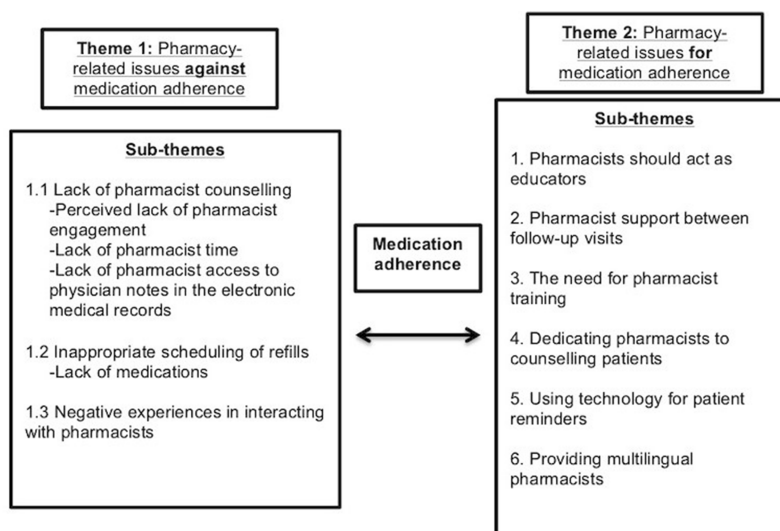 Theme 1: Pharmacy-
related issues against
medication adherence
Sub-themes
1.1 Lack of pharmacist counselling
-Perceived lack of pharmacist
engagement
-Lack of pharmacist time
-Lack of pharmacist access to
physician notes in the electronic
medical records
1.2 Inappropriate scheduling of refills
-Lack of medications
1.3 Negative experiences in interacting
with pharmacists
Medication
adherence
Theme 2: Pharmacy-
related issues for
medication adherence
Sub-themes
1. Pharmacists should act as
educators
2. Pharmacist support between
follow-up visits
3. The need for pharmacist
training
4. Dedicating pharmacists to
counselling patients
5. Using technology for patient
reminders
6. Providing multilingual
pharmacists